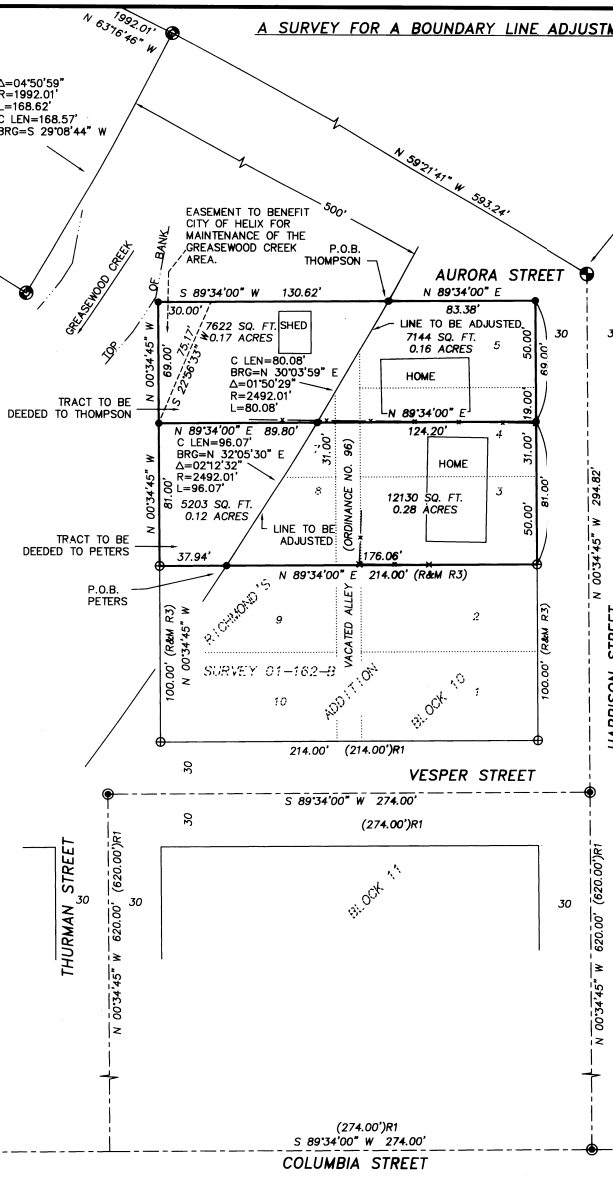 A SURVEY FOR A BOUNDARY LINE ADJUSTM
1992.01'
N 63°16'46" W
Δ=04°50'59"
R=1992.01'
L=168.62'
C LEN=168.57'
BRG=S 29°08'44" W
N 59°21'41" W 593.24'
500'
EASEMENT TO BENEFIT
CITY OF HELIX FOR
MAINTENANCE OF THE
GREASEWOOD CREEK
AREA.
P.O.B.
THOMPSON
AURORA STREET
GREASEWOOD CREEK
TOP OF BANK
S 89°34'00" W 130.62'
N 89°34'00" E
83.38'
30.00'
7622 SQ. FT.
0.17 ACRES
SHED
LINE TO BE ADJUSTED
7144 SQ. FT.
0.16 ACRES
5
50.00'
69.00'
30
3
N 00°34'45" W
69.00'
75.17'
S 22°56'33" W
C LEN=80.08'
BRG=N 30°03'59" E
Δ=01°50'29"
R=2492.01'
L=80.08'
HOME
19.00'
TRACT TO BE
DEEDED TO THOMPSON
N 89°34'00" E 89.80'
N 89°34'00" E
124.20'
4
C LEN=96.07'
BRG=N 32°05'30" E
Δ=02°12'32"
R=2492.01'
L=96.07'
31.00'
7
HOME
31.00'
81.00'
N 00°34'45" W
81.00'
5203 SQ. FT.
0.12 ACRES
8
12130 SQ. FT.
0.28 ACRES
3
50.00'
N 00°34'45" W 294.82'
LINE TO BE
ADJUSTED
TRACT TO BE
DEEDED TO PETERS
37.94'
176.06'
N 89°34'00" E 214.00' (R&M R3)
P.O.B.
PETERS
VACATED ALLEY (ORDINANCE NO. 96)
RICHMOND'S
ADDITION
SURVEY 01-162-B
BLOCK 10
9
2
10
1
100.00' (R&M R3)
N 00°34'45" W
100.00' (R&M R3)
HARRISON STREET
214.00' (214.00')R1
30
VESPER STREET
S 89°34'00" W 274.00'
(274.00')R1
30
THURMAN STREET
30
30
30
BLOCK 11
N 00°34'45" W 620.00' (620.00')R1
N 00°34'45" W 620.00' (620.00')R1
(274.00')R1
S 89°34'00" W 274.00'
COLUMBIA STREET